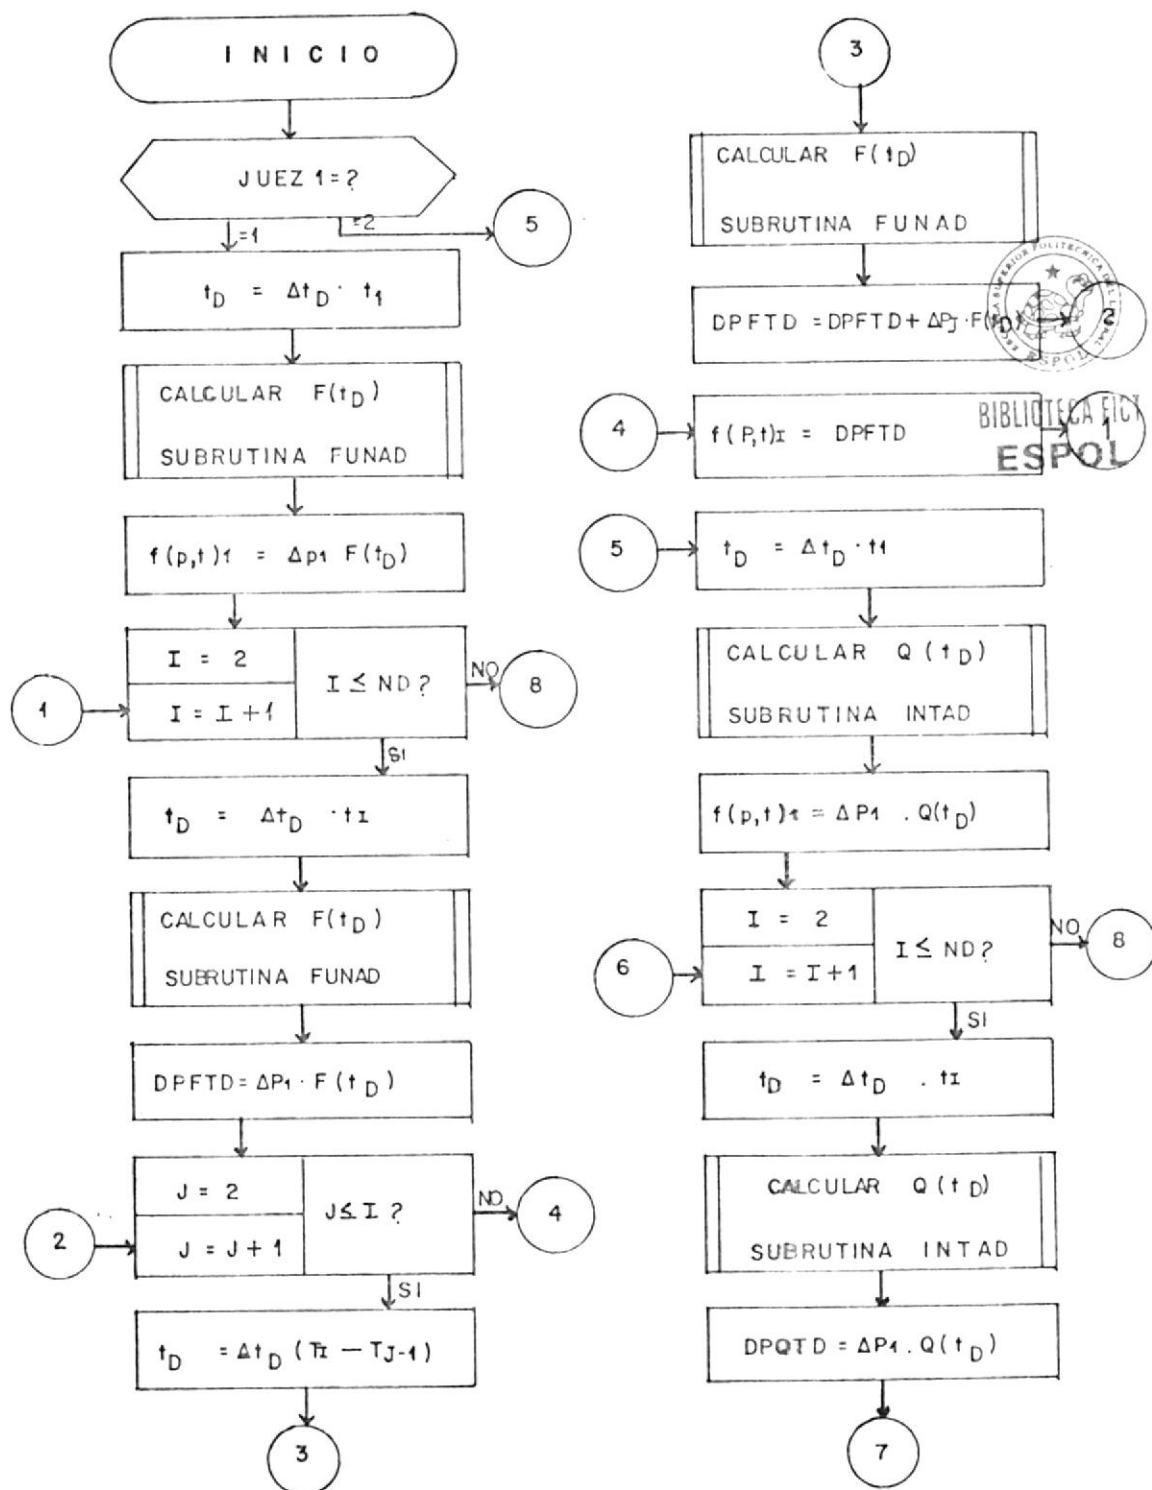 INICIO
JUEZ 1=?
=1
=2
5
tD = ΔtD · t1
CALCULAR F(tD)
SUBRUTINA FUNAD
f(p,t)1 = Δp1 F(tD)
I = 2
I = I+1
I ≤ ND?
NO
8
1
SI
tD = ΔtD · tI
CALCULAR F(tD)
SUBRUTINA FUNAD
DPFTD = ΔP1 · F(tD)
J = 2
J = J+1
J ≤ I?
NO
4
2
SI
tD = ΔtD (TI – TJ-1)
3
3
CALCULAR F(tD)
SUBRUTINA FUNAD
DPFTD = DPFTD + ΔPJ · F(tD)
2
4
f(P,t)I = DPFTD
1
ESPOL
BIBLIOTECA FICT
ESPOL
5
tD = ΔtD · t1
CALCULAR Q(tD)
SUBRUTINA INTAD
f(p,t)1 = ΔP1 . Q(tD)
I = 2
I = I+1
I ≤ ND?
NO
8
6
SI
tD = ΔtD . tI
CALCULAR Q(tD)
SUBRUTINA INTAD
DPQTD = ΔP1 . Q(tD)
7